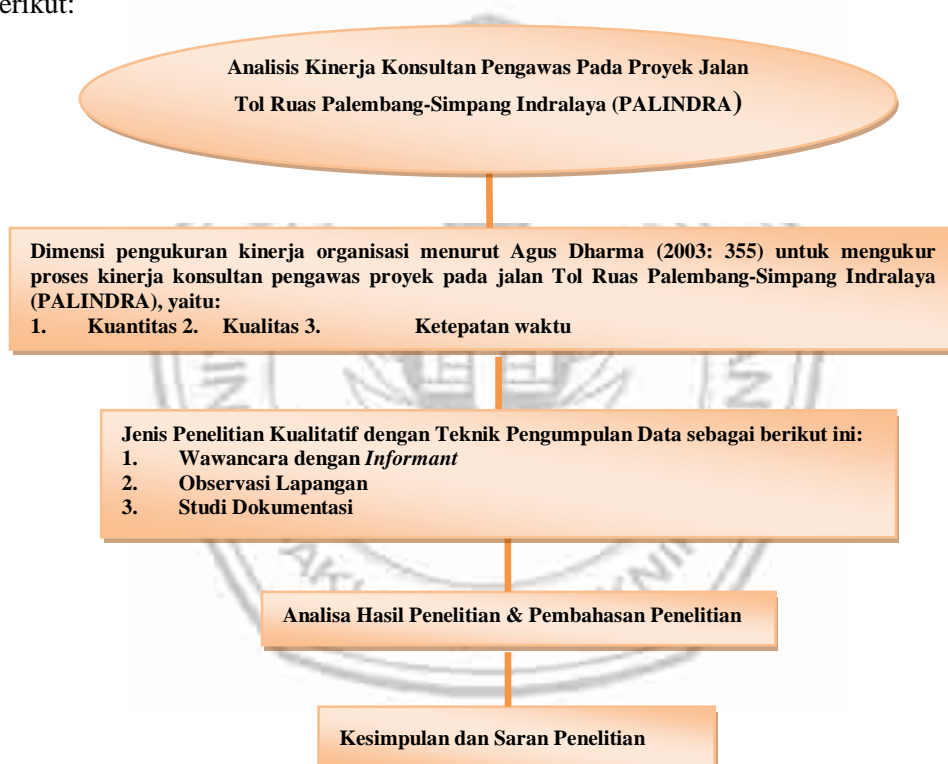 erikut:
Analisis Kinerja Konsultan Pengawas Pada Proyek Jalan
Tol Ruas Palembang-Simpang Indralaya (PALINDRA)
Dimensi pengukuran kinerja organisasi menurut Agus Dharma (2003: 355) untuk mengukur
proses kinerja konsultan pengawas proyek pada jalan Tol Ruas Palembang-Simpang Indralaya
(PALINDRA), yaitu:
1. Kuantitas 2. Kualitas 3. Ketepatan waktu
Jenis Penelitian Kualitatif dengan Teknik Pengumpulan Data sebagai berikut ini:
1. Wawancara dengan Informant
2. Observasi Lapangan
3. Studi Dokumentasi
Analisa Hasil Penelitian & Pembahasan Penelitian
Kesimpulan dan Saran Penelitian